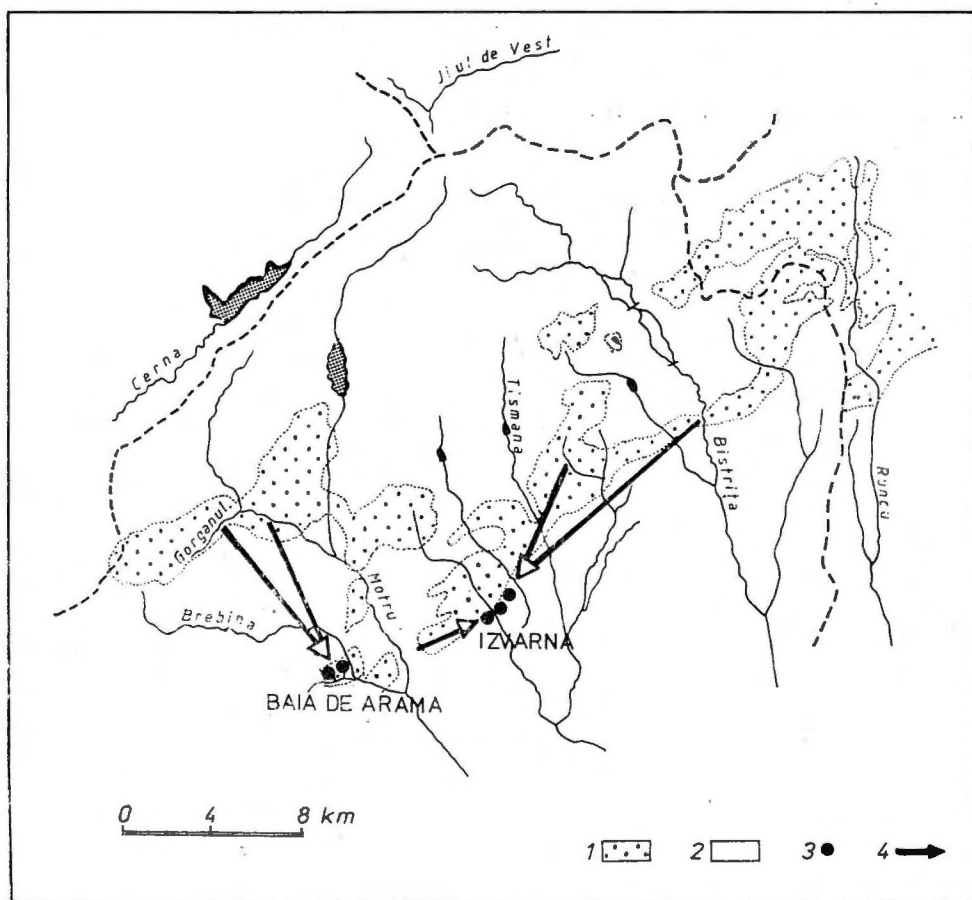 Jiul de Vest
Cerna
Tismana
Bistrita
Runcu
Gorganul
Motru
Brebina
IZVARNA
BAIA DE ARAMA
0 4 8 km
1 2 3 4